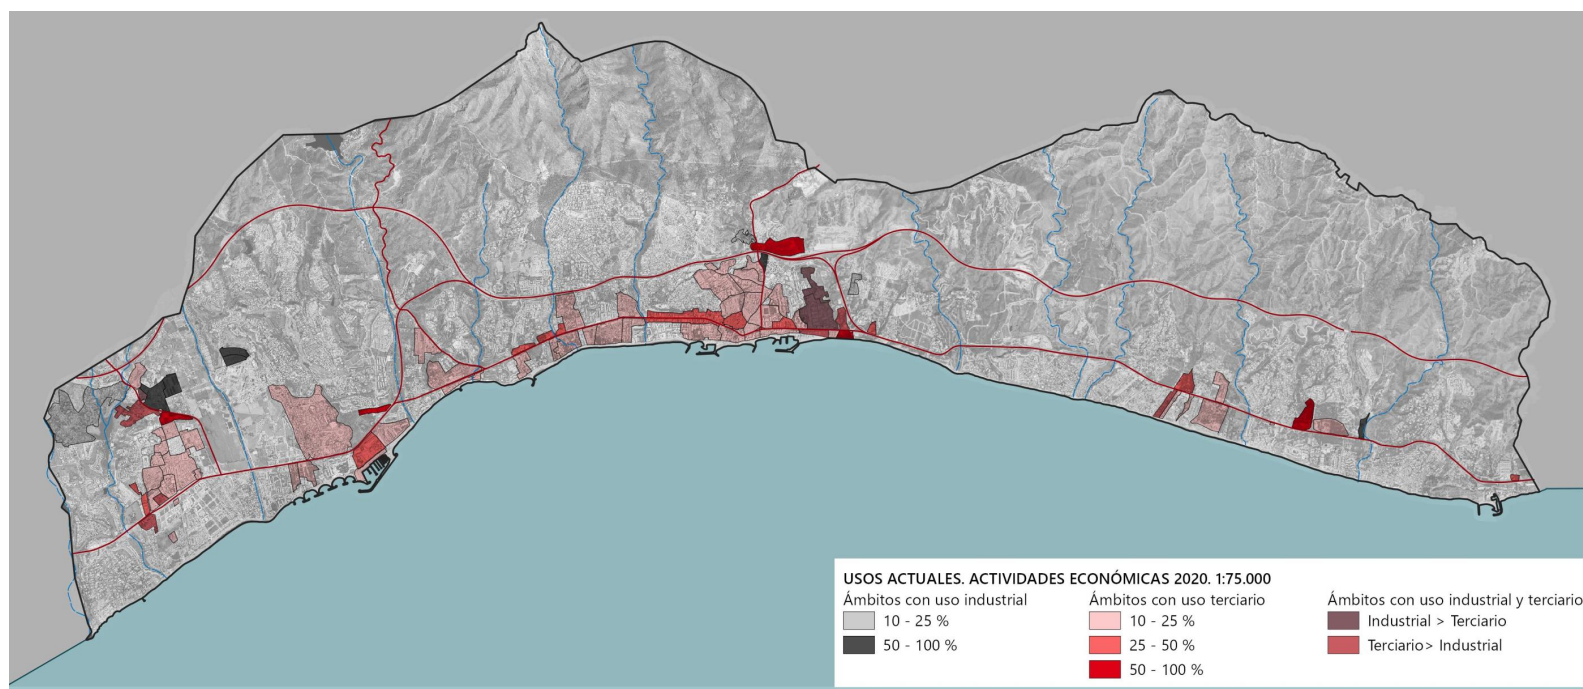 USOS ACTUALES. ACTIVIDADES ECONÓMICAS 2020. 1:75.000
Ámbitos con uso industrial
10 - 25 %
50 - 100 %
Ámbitos con uso terciario
10 - 25 %
25 - 50 %
50 - 100 %
Ámbitos con uso industrial y terciario
Industrial > Terciario
Terciario> Industrial